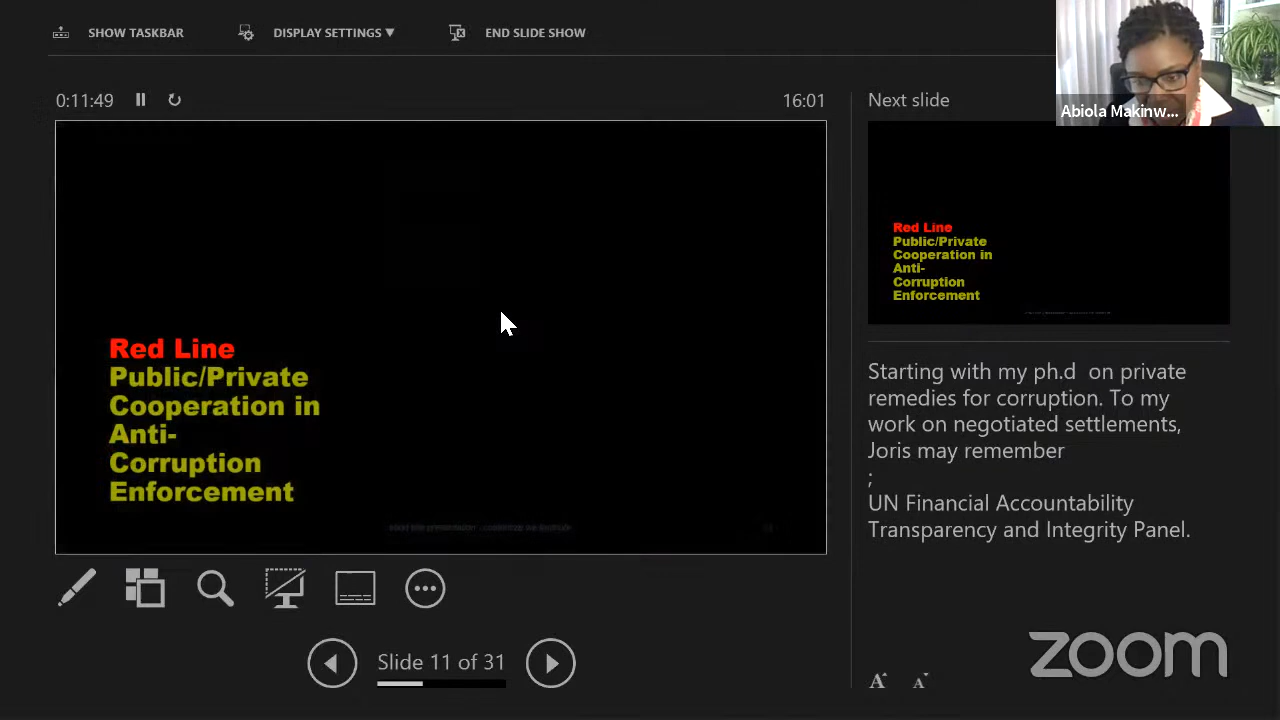 SHOW TASKBAR
DISPLAY SETTINGS ▼
END SLIDE SHOW
0:11:49
16:01
Next slide
Abiola Makinw...
Red Line
Public/Private
Cooperation in
Anti-
Corruption
Enforcement
Red Line
Public/Private
Cooperation in
Anti-
Corruption
Enforcement
Starting with my ph.d on private
remedies for corruption. To my
work on negotiated settlements,
Joris may remember
;
UN Financial Accountability
Transparency and Integrity Panel.
Slide 11 of 31
A A
zoom